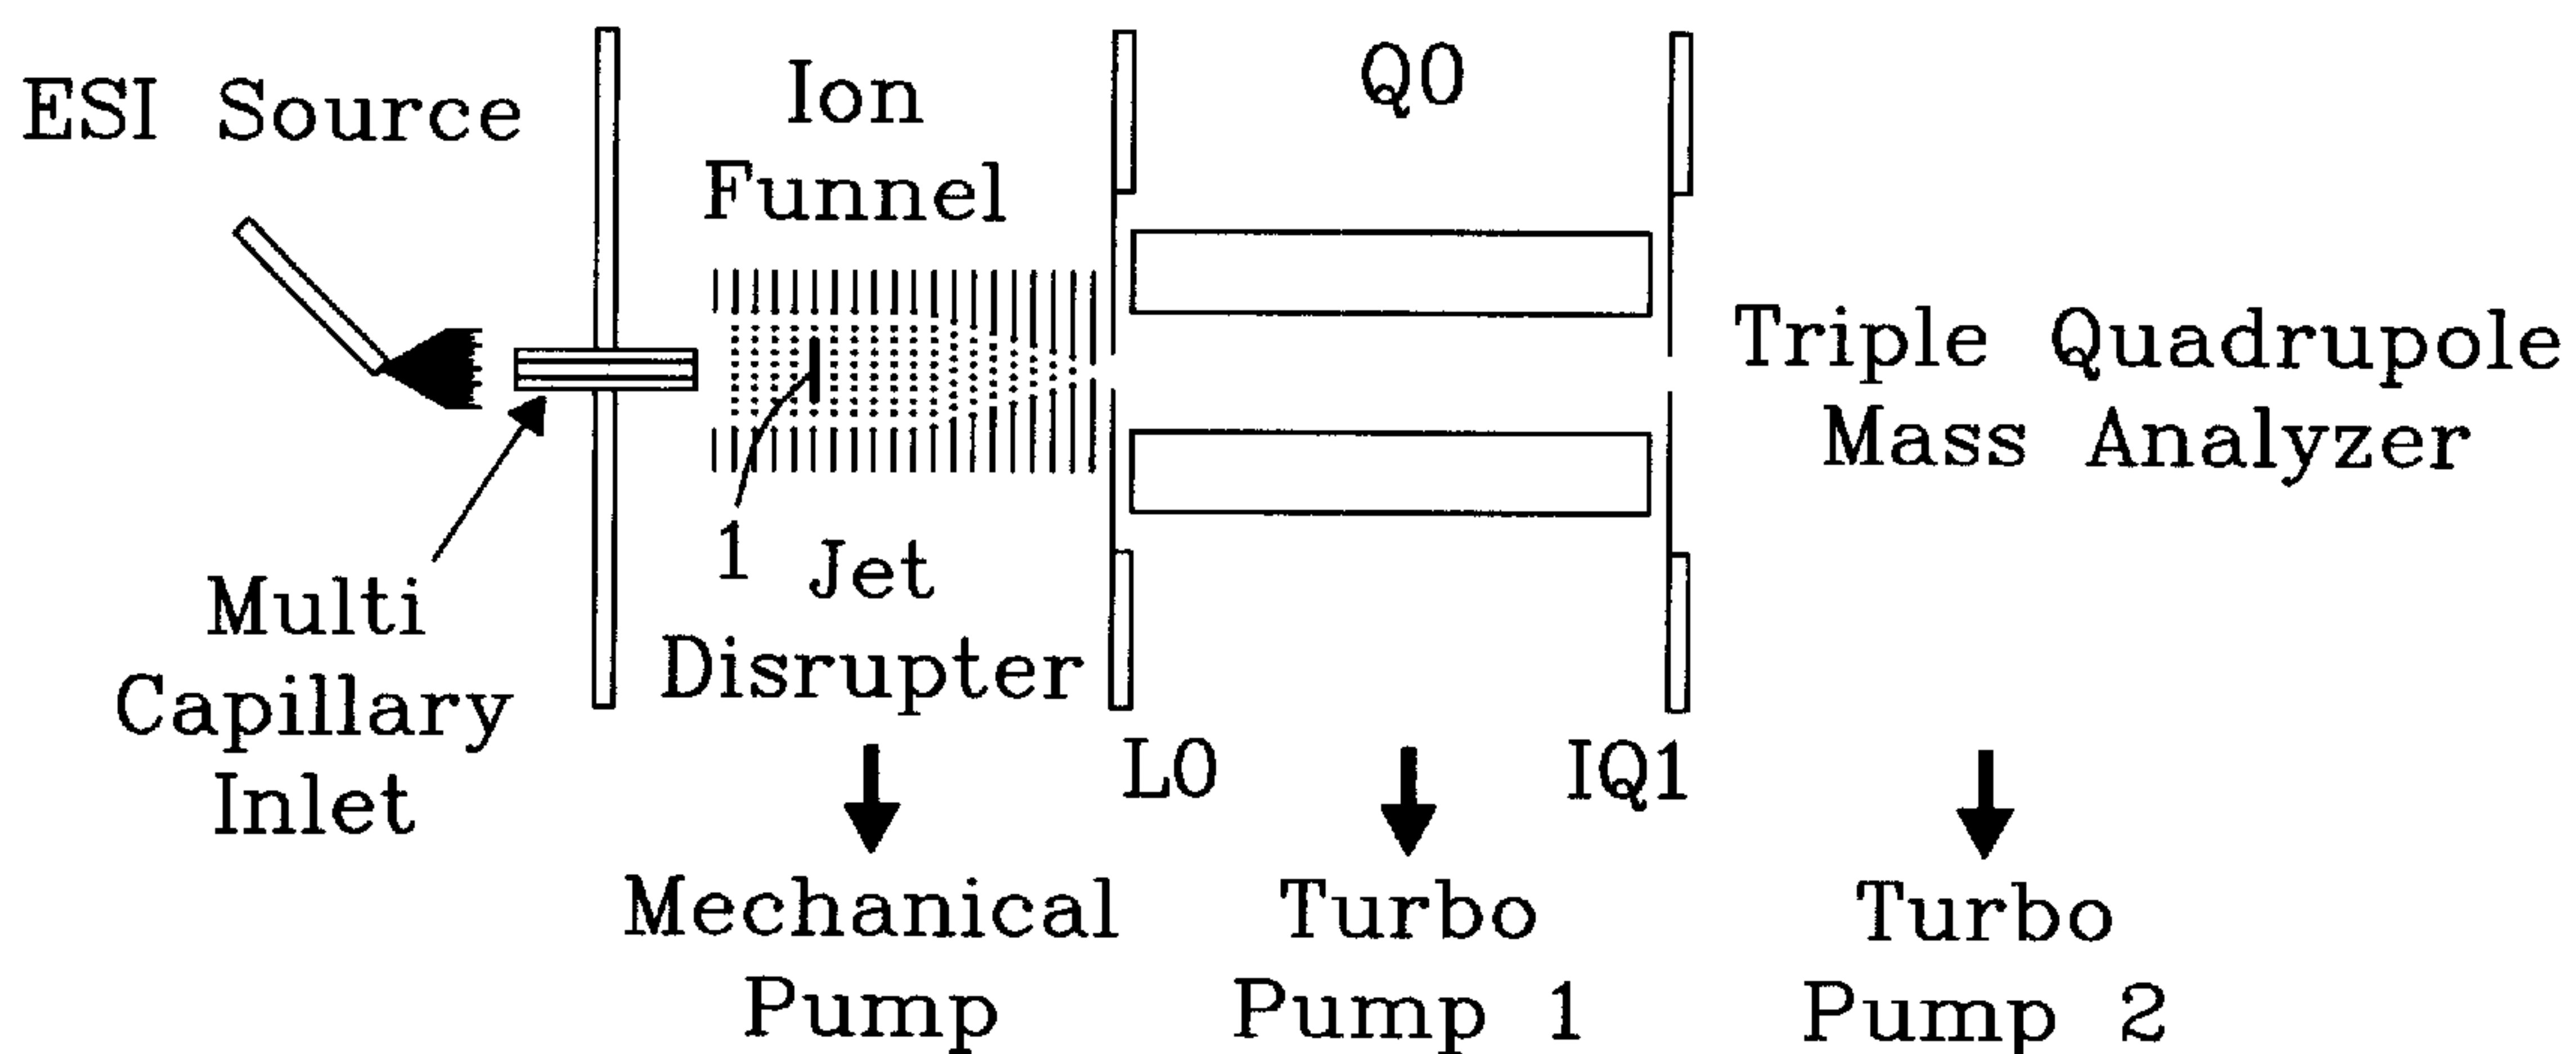 ESI Source
Ion
Funnel
Q0
Triple Quadrupole
Mass Analyzer
1
Jet
Disrupter
Multi
Capillary
Inlet
L0
IQ1
Mechanical
Pump
Turbo
Pump 1
Turbo
Pump 2